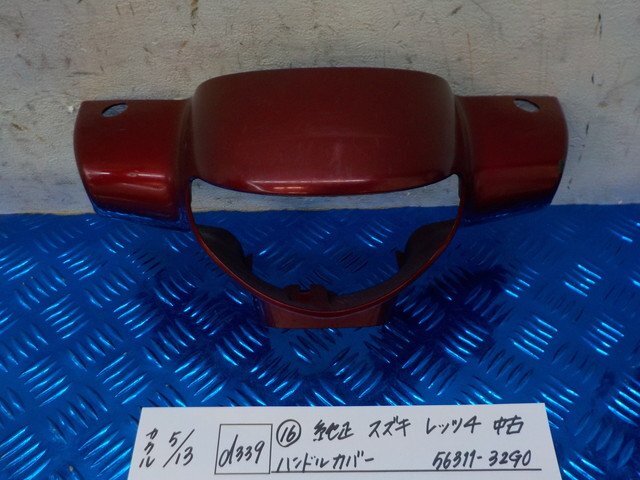 カウル 5/13 d339 ⑯ 純正 スズキ レッツ4 中古
ハンドルカバー 56311-32G0